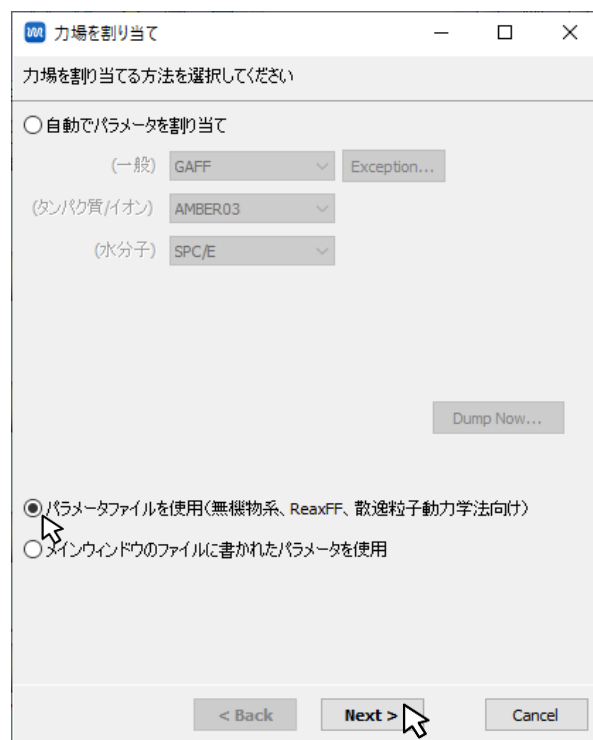 力場を割り当て
力場を割り当てる方法を選択してください
自動でパラメータを割り当て
(一般) GAFF Exception...
(タンパク質/イオン) AMBER03
(水分子) SPC/E
Dump Now...
パラメータファイルを使用(無機物系、ReaxFF、散逸粒子動力学法向け)
メインウィンドウのファイルに書かれたパラメータを使用
< Back Next > Cancel